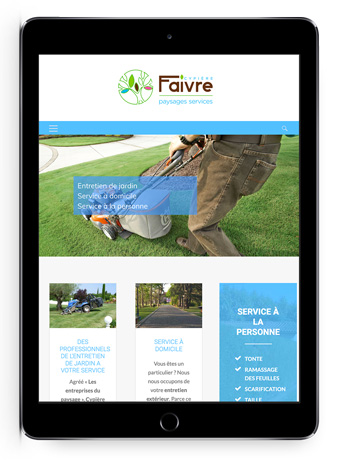 CYPIÈRE
Faivre
paysages services
Entretien de jardin
Service à domicile
Service à la personne
DES
PROFESSIONNELS
DE L'ENTRETIEN
DE JARDIN A
VOTRE SERVICE
Agréé « Les
entreprises du
paysage », Cypière
SERVICE À
DOMICILE
Vous êtes un
particulier ? Nous
nous occupons de
votre entretien
extérieur. Parce ce
SERVICE À
LA
PERSONNE
TONTE
RAMASSAGE
DES FEUILLES
SCARIFICATION
TAILLE